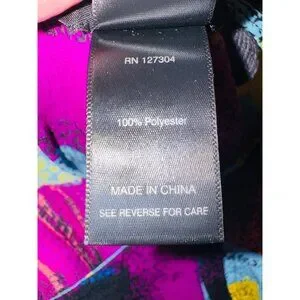 RN 127304
100% Polyester
MADE IN CHINA
SEE REVERSE FOR CARE